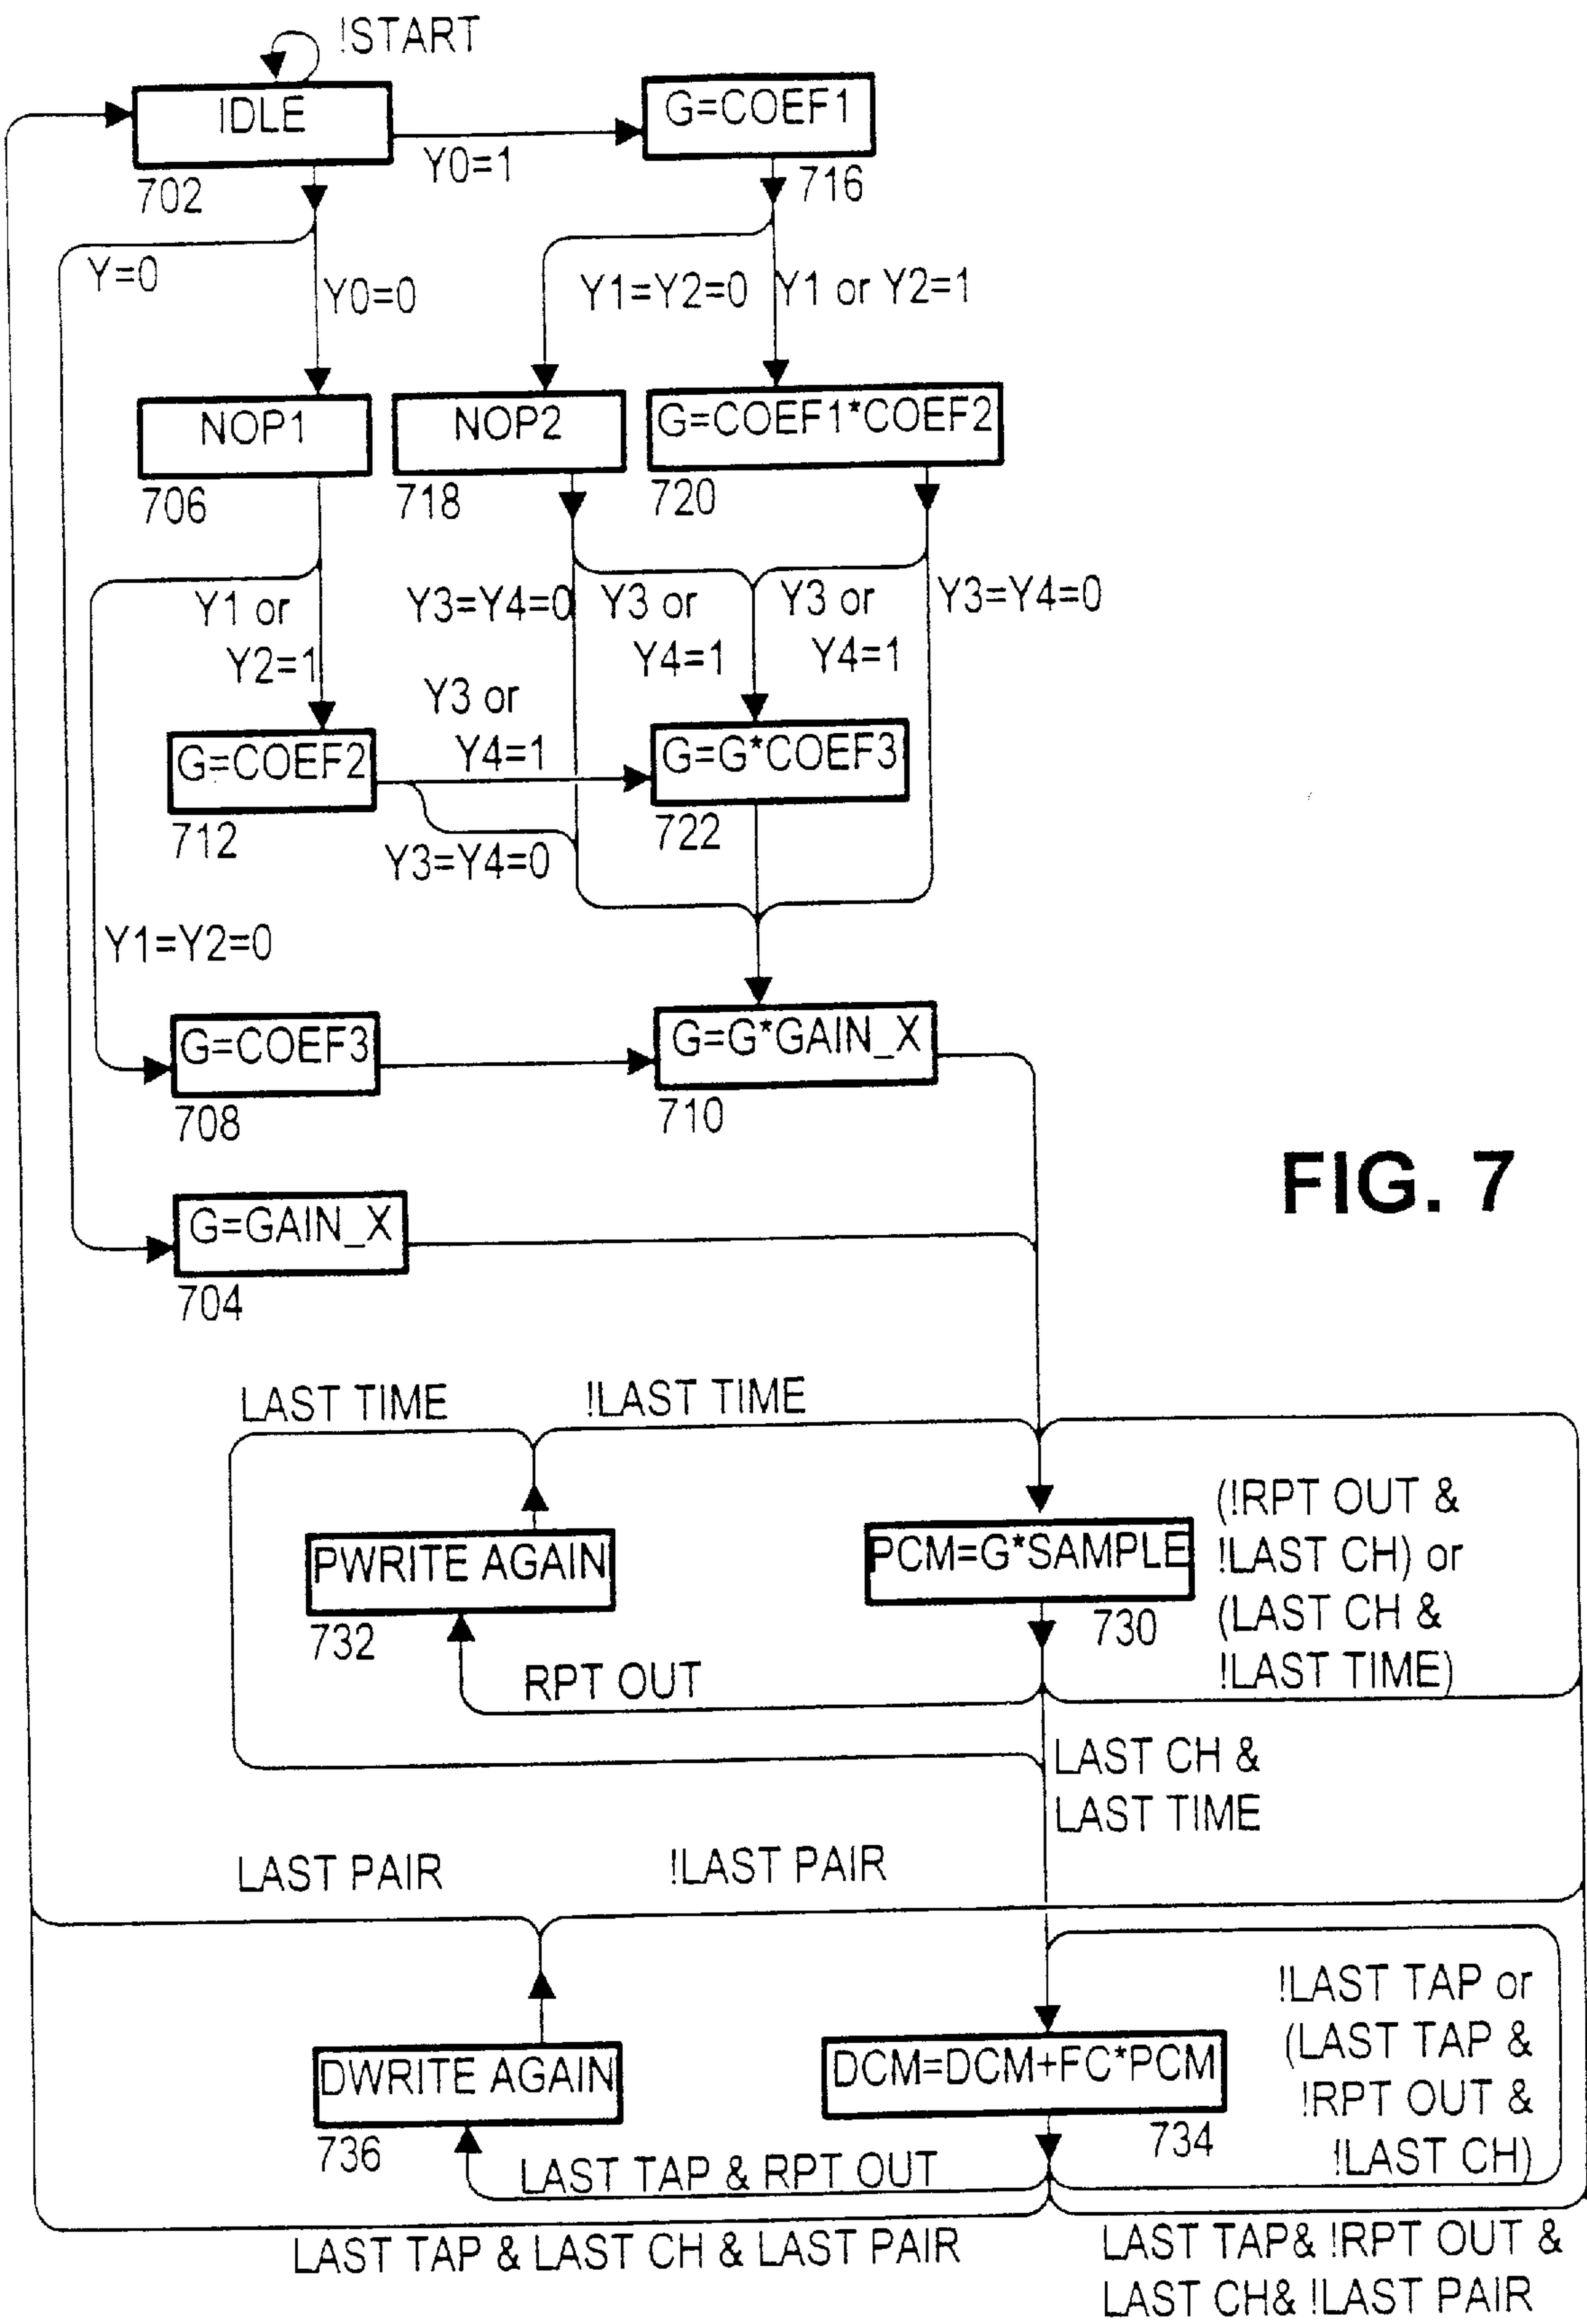 !START
IDLE
G=COEF1
Y0=1
702
716
Y=0
Y0=0
Y1=Y2=0
Y1 or Y2=1
NOP1
NOP2
G=COEF1*COEF2
706
718
720
Y1 or
Y2=1
Y3=Y4=0
Y3 or
Y4=1
Y3 or
Y4=1
Y3=Y4=0
Y3 or
Y4=1
G=COEF2
G=G*COEF3
712
722
Y3=Y4=0
Y1=Y2=0
G=COEF3
G=G*GAIN_X
708
710
FIG. 7
G=GAIN_X
704
LAST TIME
!LAST TIME
(!RPT OUT &
!LAST CH) or
(LAST CH &
!LAST TIME)
PWRITE AGAIN
PCM=G*SAMPLE
732
730
RPT OUT
LAST CH &
LAST TIME
LAST PAIR
!LAST PAIR
!LAST TAP or
(LAST TAP &
!RPT OUT &
!LAST CH)
DWRITE AGAIN
DCM=DCM+FC*PCM
736
734
LAST TAP & RPT OUT
LAST TAP & LAST CH & LAST PAIR
LAST TAP& !RPT OUT &
LAST CH& !LAST PAIR